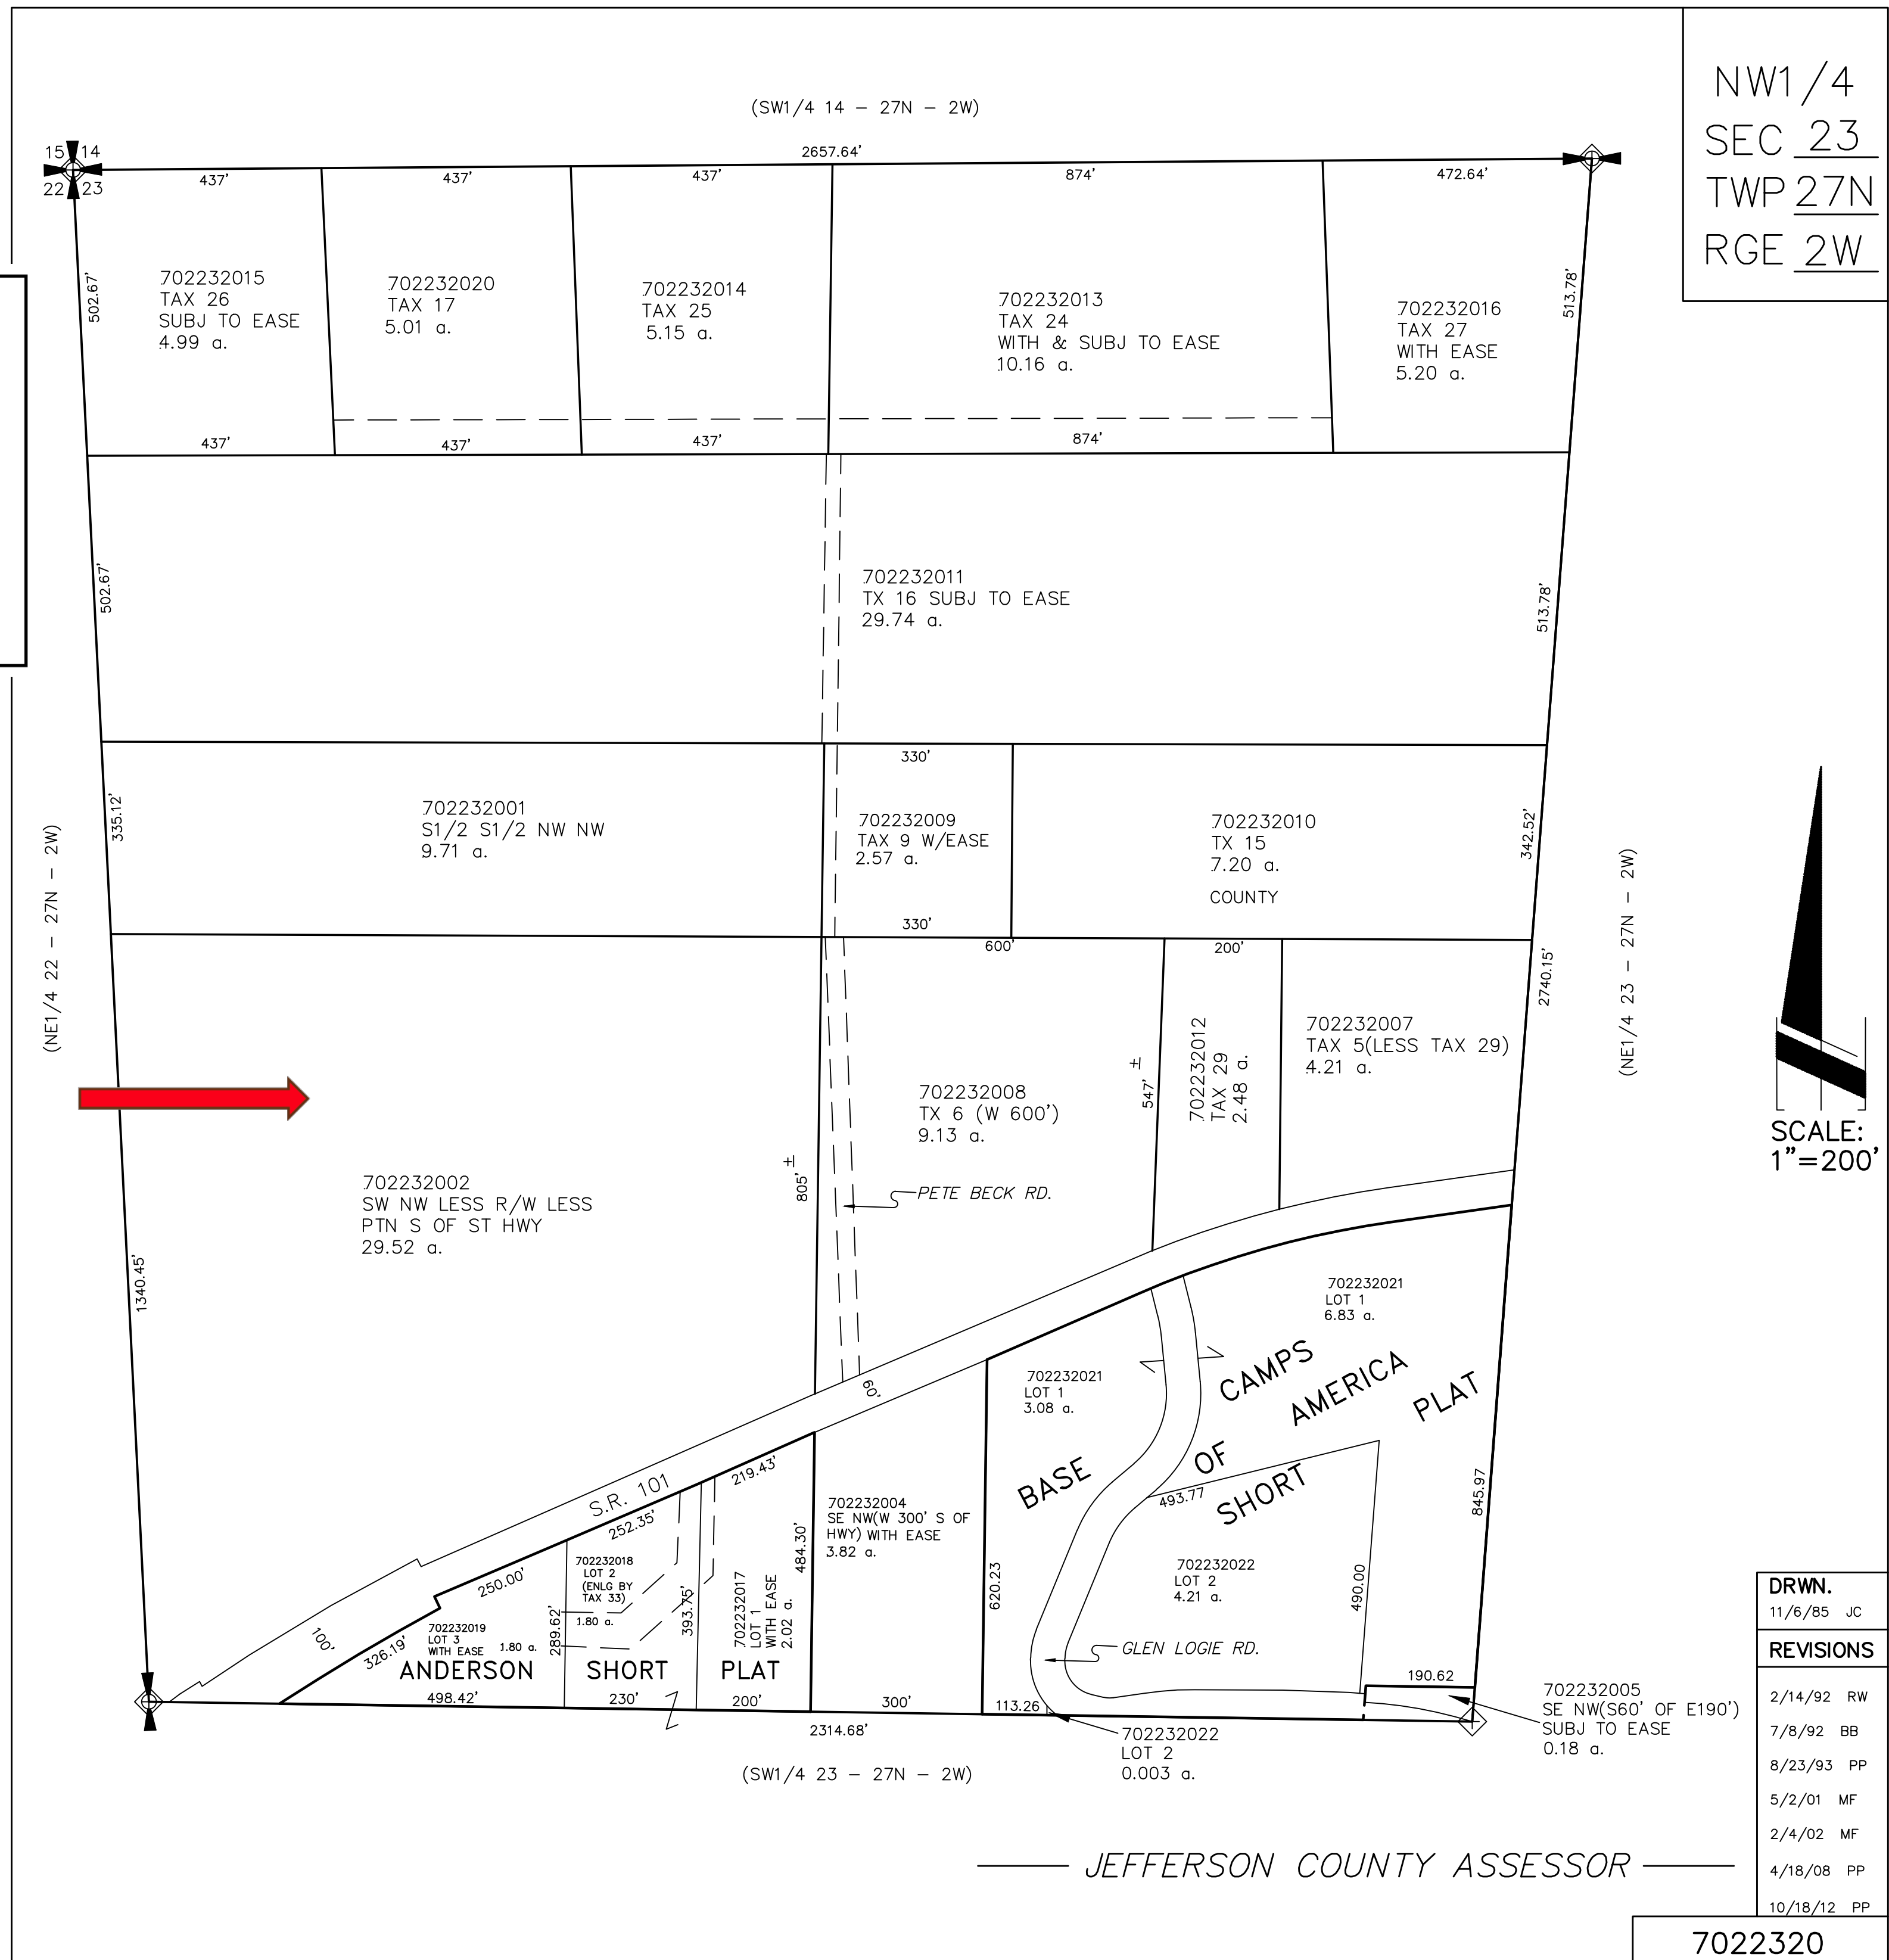 NW1/4
SEC 23
TWP 27N
RGE 2W
(SW1/4 14 – 27N – 2W)
15 14
22 23
2657.64'
437'
437'
437'
874'
472.64'
502.67'
702232015
TAX 26
SUBJ TO EASE
4.99 a.
702232020
TAX 17
5.01 a.
702232014
TAX 25
5.15 a.
702232013
TAX 24
WITH & SUBJ TO EASE
10.16 a.
702232016
TAX 27
WITH EASE
5.20 a.
513.78'
437'
437'
437'
874'
502.67'
702232011
TX 16 SUBJ TO EASE
29.74 a.
513.78'
335.12'
702232001
S1/2 S1/2 NW NW
9.71 a.
330'
702232009
TAX 9 W/EASE
2.57 a.
330'
702232010
TX 15
7.20 a.
COUNTY
342.52'
(NE1/4 22 – 27N – 2W)
(NE1/4 23 – 27N – 2W)
2740.15'
600'
200'
702232012
TAX 29
2.48 a.
702232007
TAX 5(LESS TAX 29)
4.21 a.
547' ±
702232008
TX 6 (W 600')
9.13 a.
805' ±
PETE BECK RD.
702232002
SW NW LESS R/W LESS
PTN S OF ST HWY
29.52 a.
1340.45'
SCALE:
1"=200'
60'
S.R. 101
100'
702232021
LOT 1
6.83 a.
702232021
LOT 1
3.08 a.
BASE OF CAMPS AMERICA SHORT PLAT
493.77
490.00
845.97
702232022
LOT 2
4.21 a.
620.23
GLEN LOGIE RD.
190.62
113.26
702232004
SE NW(W 300' S OF
HWY) WITH EASE
3.82 a.
484.30'
219.43'
252.35'
250.00'
326.19'
702232018
LOT 2
(ENLG BY
TAX 33)
1.80 a.
289.62'
393.75'
702232017
LOT 1
WITH EASE
2.02 a.
702232019
LOT 3
WITH EASE 1.80 a.
ANDERSON SHORT PLAT
498.42'
230'
200'
300'
2314.68'
702232022
LOT 2
0.003 a.
702232005
SE NW(S60' OF E190')
SUBJ TO EASE
0.18 a.
(SW1/4 23 – 27N – 2W)
JEFFERSON COUNTY ASSESSOR
DRWN.
11/6/85 JC
REVISIONS
2/14/92 RW
7/8/92 BB
8/23/93 PP
5/2/01 MF
2/4/02 MF
4/18/08 PP
10/18/12 PP
7022320